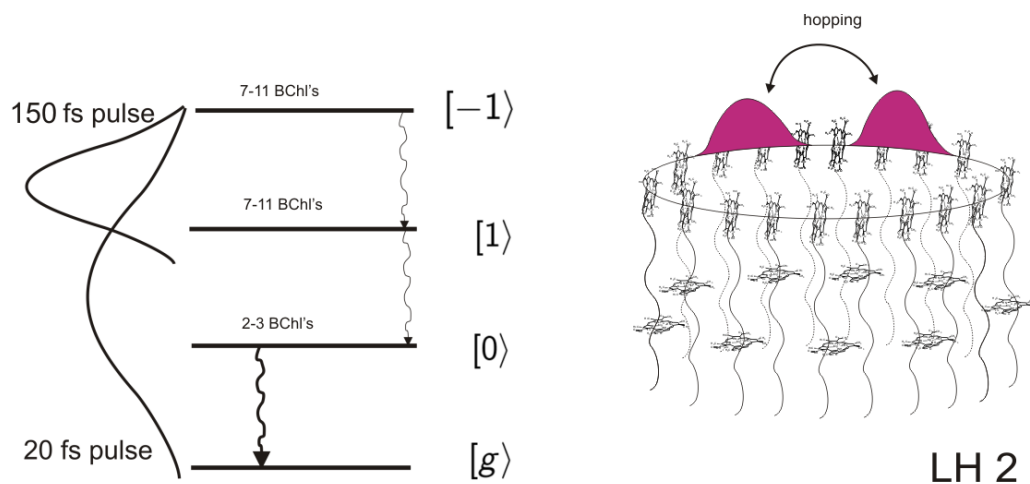 150 fs pulse
7-11 BChl's
[−1⟩
7-11 BChl's
[1⟩
2-3 BChl's
[0⟩
20 fs pulse
[g⟩
hopping
LH 2